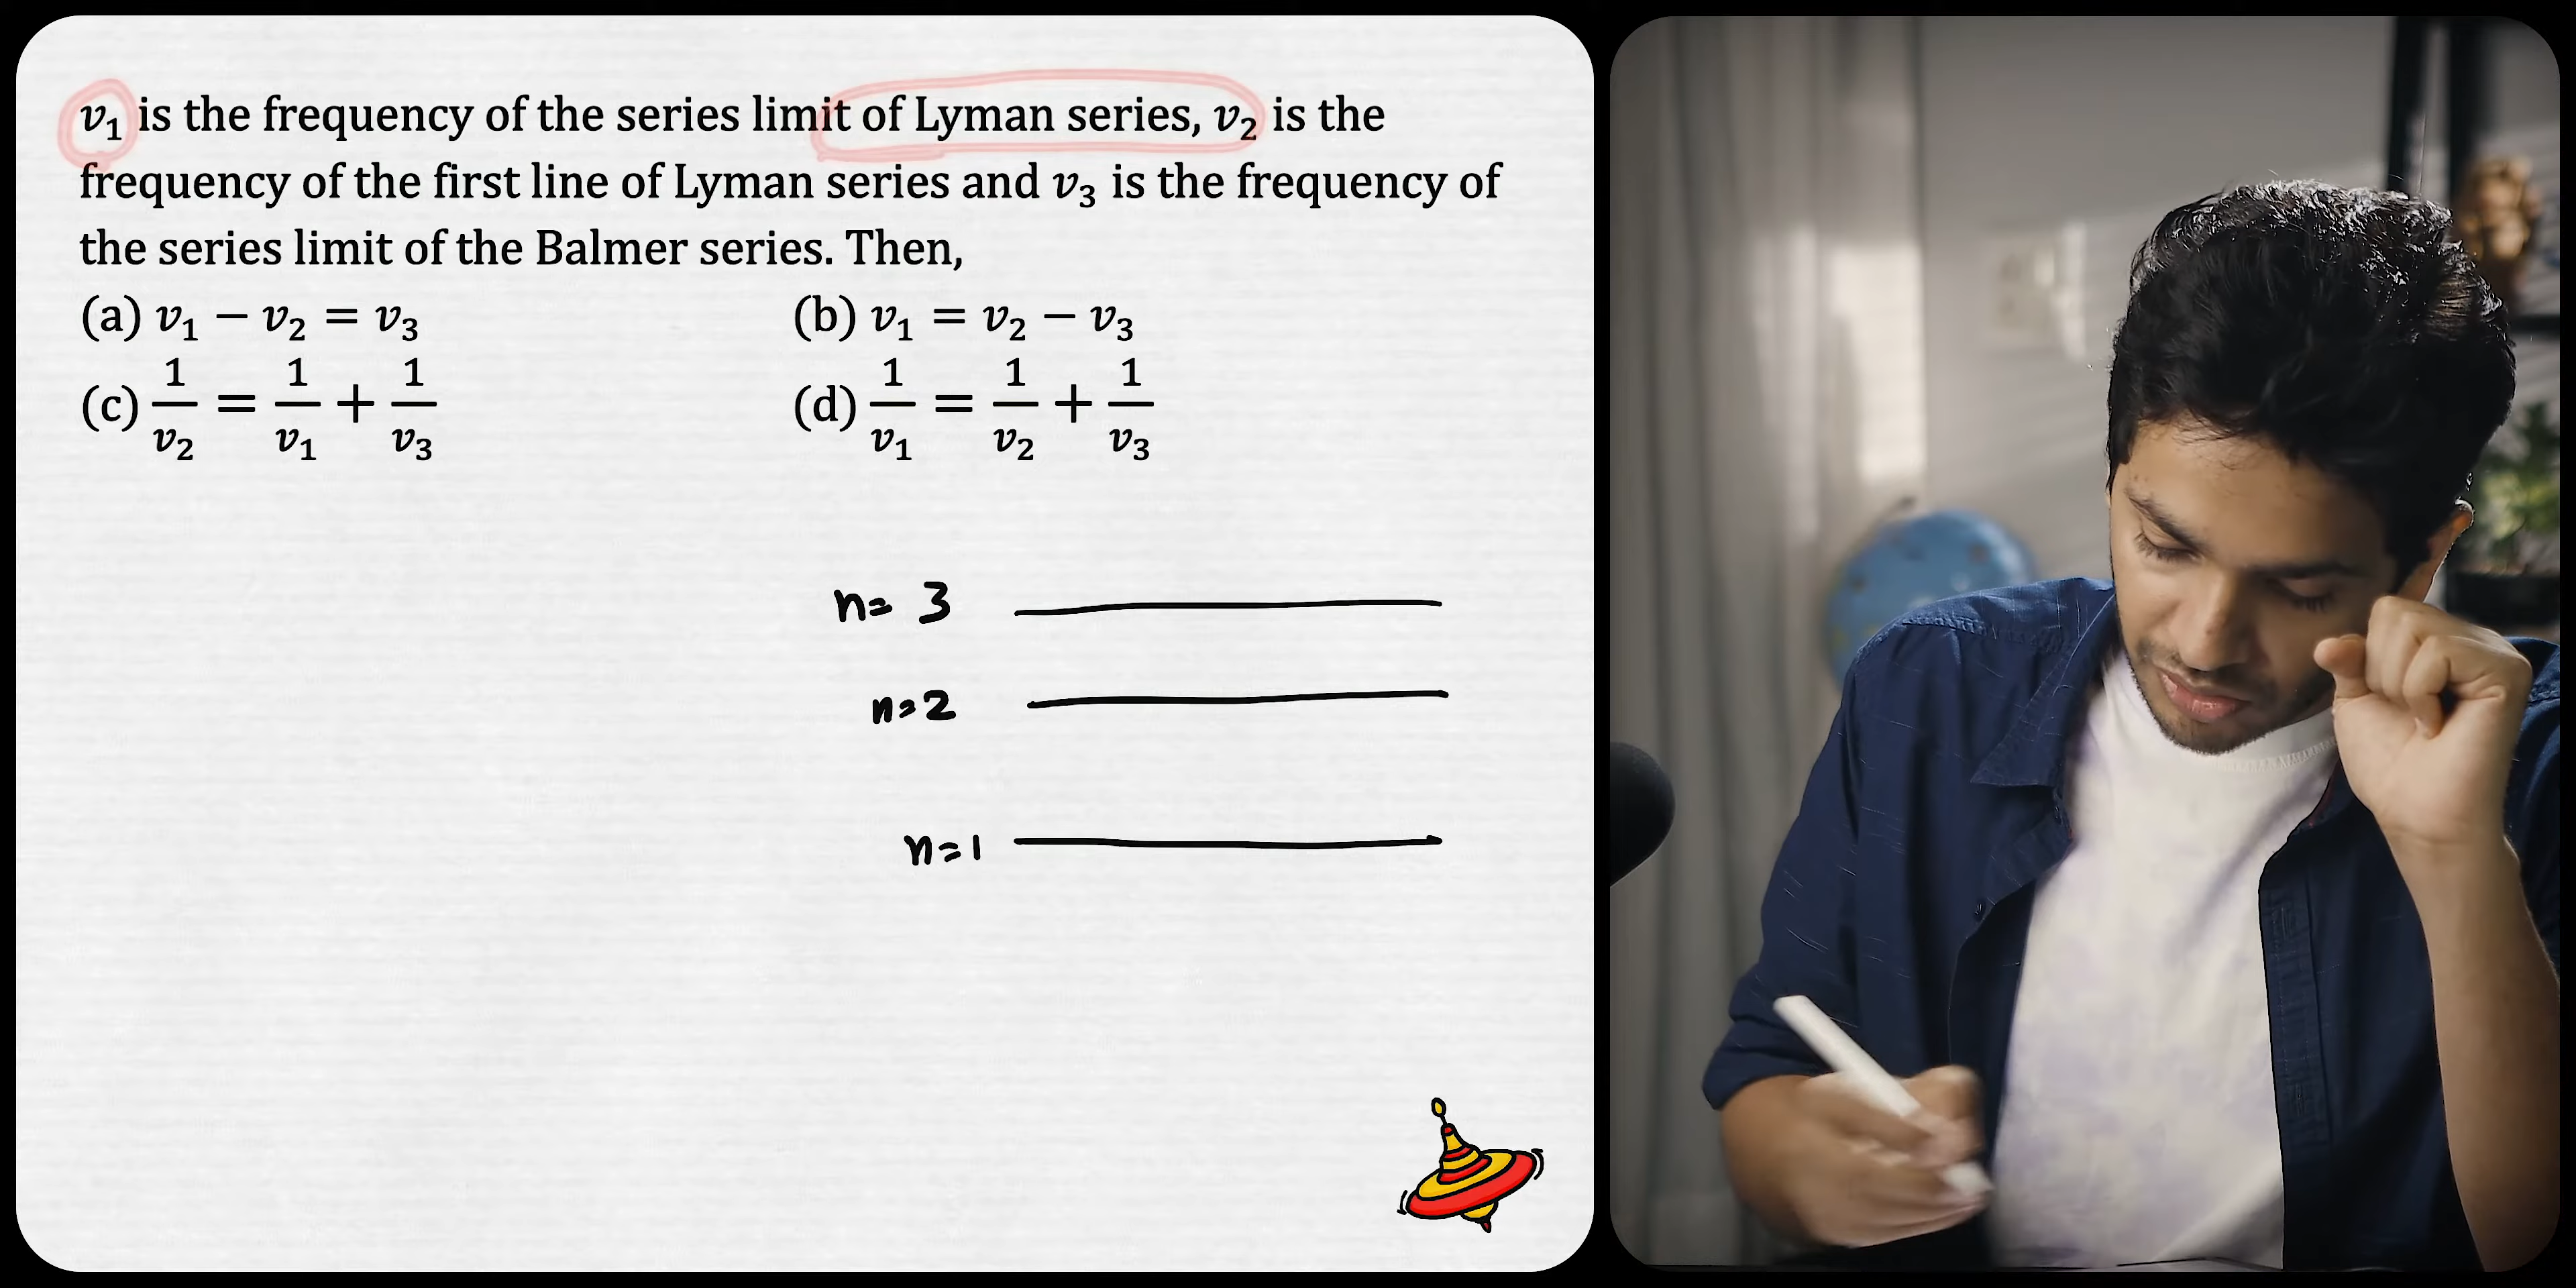 v₁ is the frequency of the series limit of Lyman series, v₂ is the
frequency of the first line of Lyman series and v₃ is the frequency of
the series limit of the Balmer series. Then,
(a) v₁ − v₂ = v₃ (b) v₁ = v₂ − v₃
(c) 1/v₂ = 1/v₁ + 1/v₃ (d) 1/v₁ = 1/v₂ + 1/v₃
n= 3
n=2
n=1